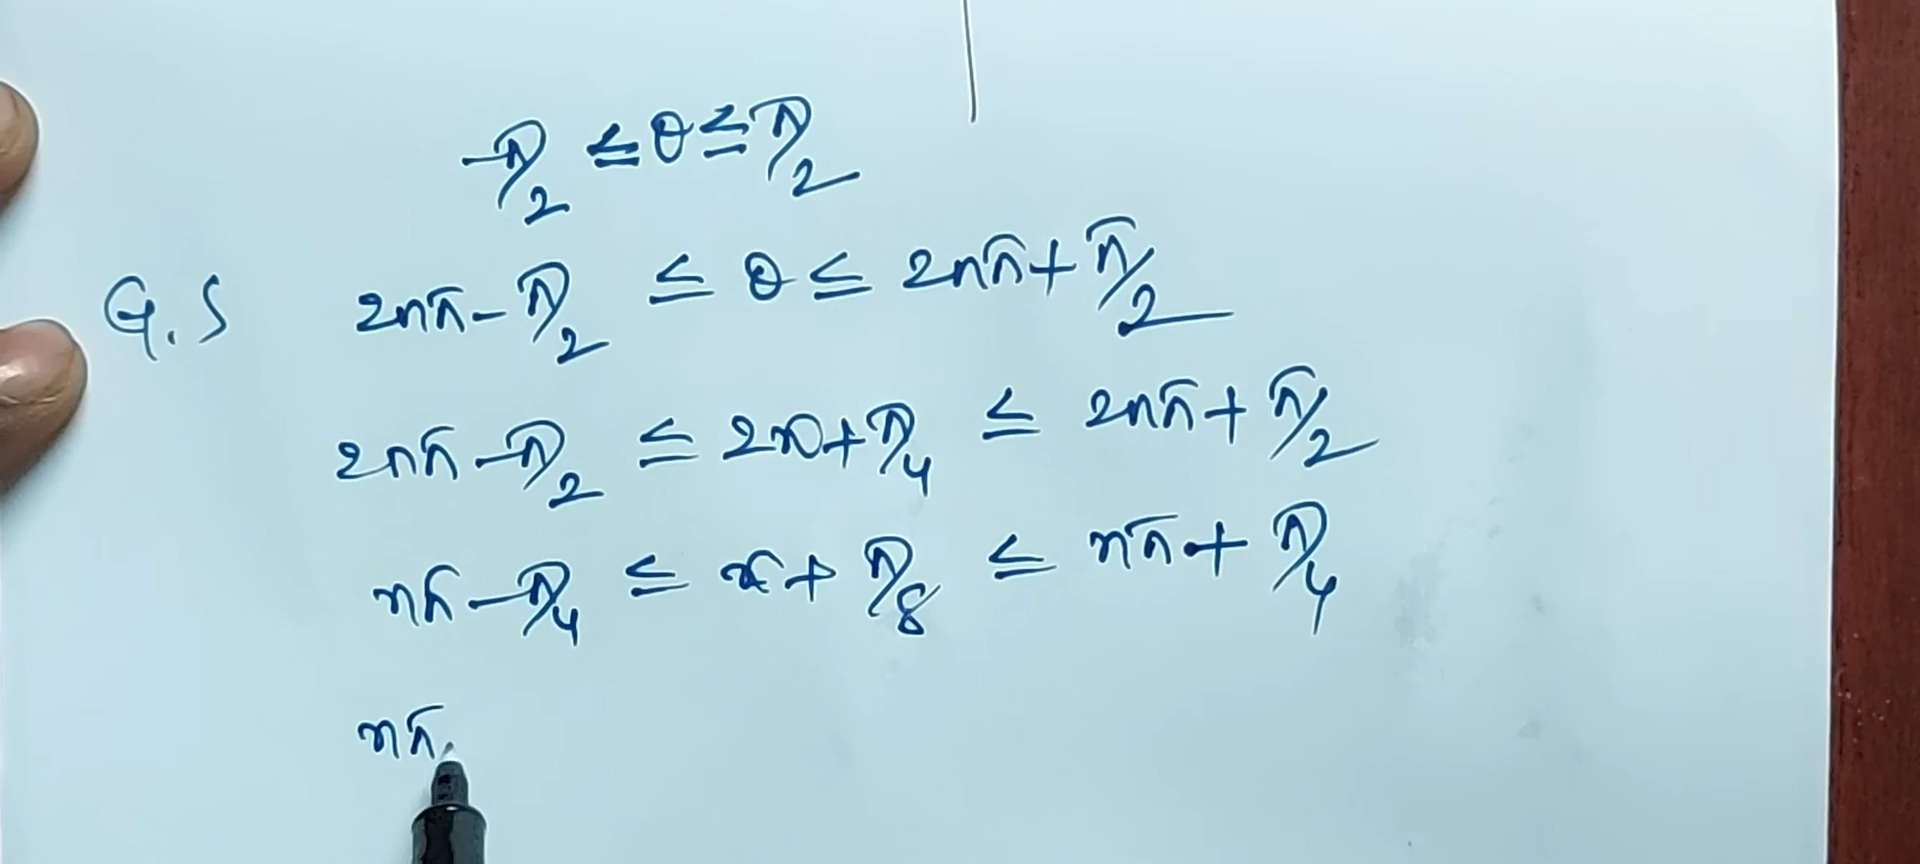 -π/2 ≤ θ ≤ π/2
G.S 2nπ - π/2 ≤ θ ≤ 2nπ + π/2
2nπ - π/2 ≤ 2x + π/4 ≤ 2nπ + π/2
nπ - π/4 ≤ x + π/8 ≤ nπ + π/4
nπ